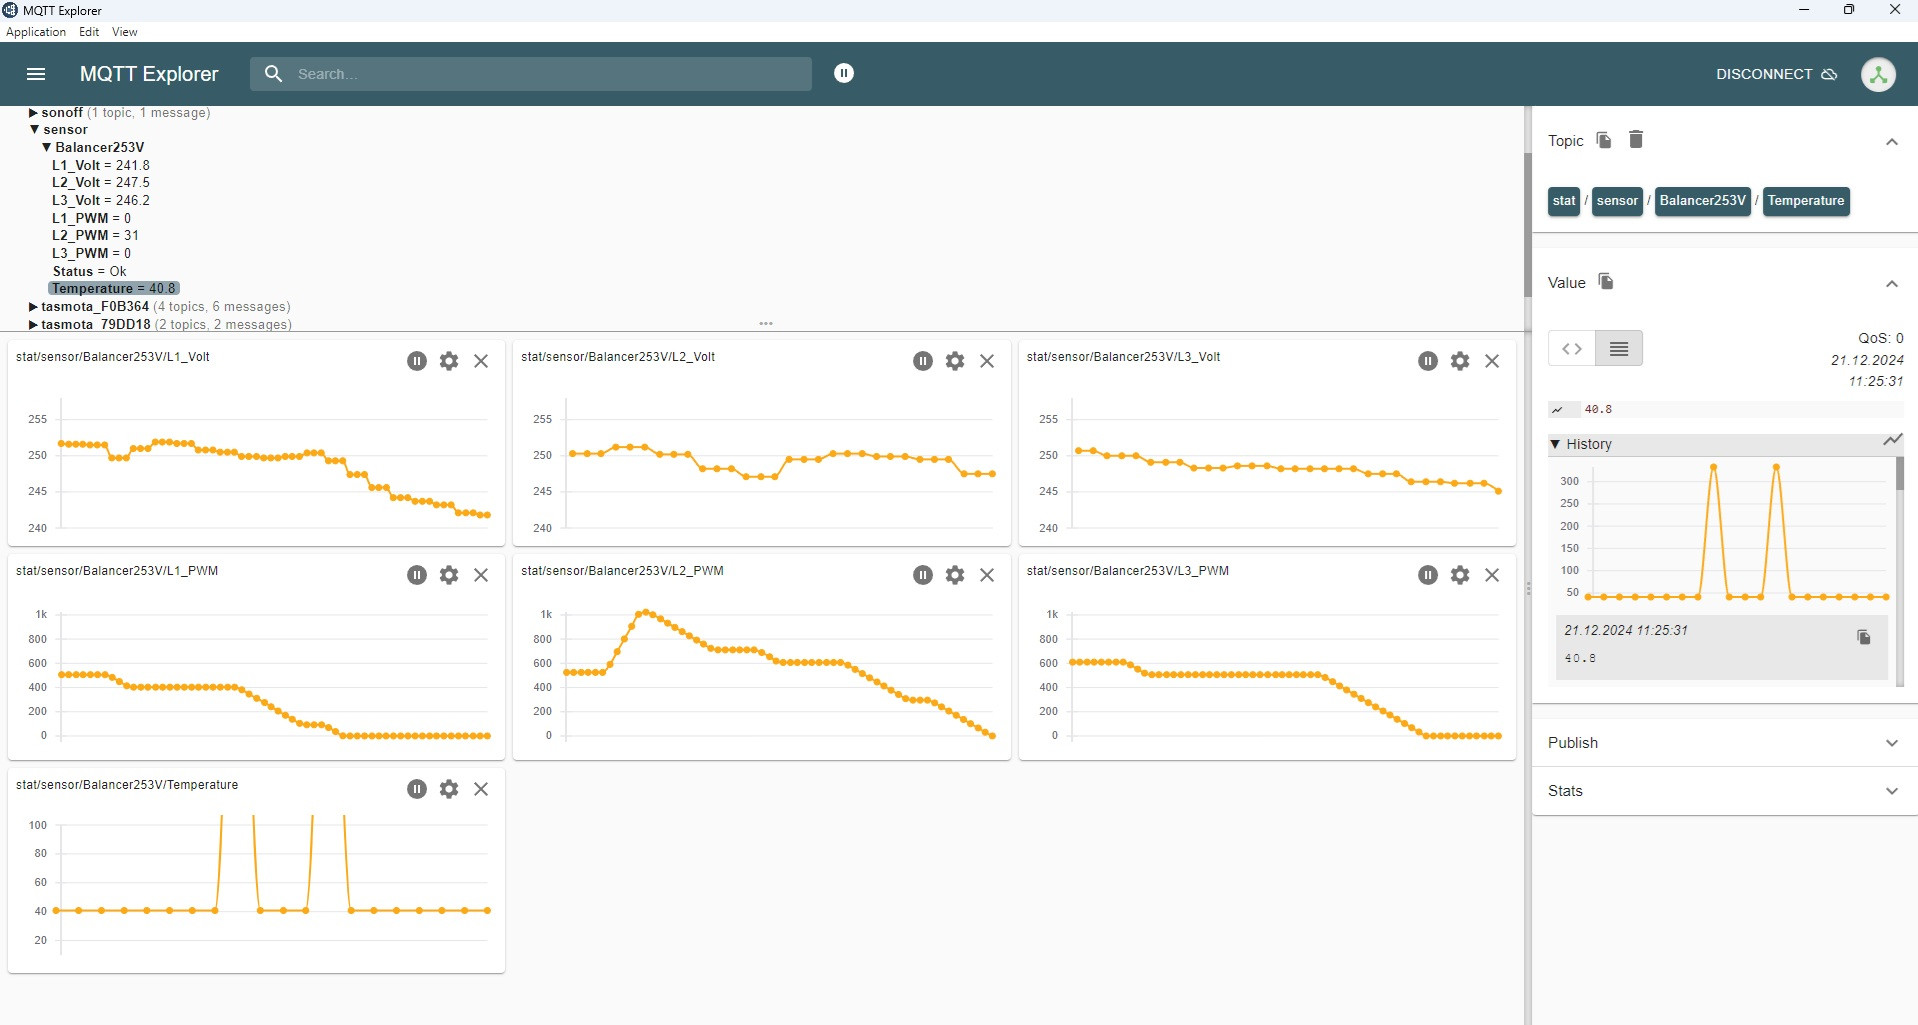 MQTT Explorer
Application Edit View
MQTT Explorer Search... DISCONNECT
sonoff (1 topic, 1 message)
sensor
Balancer253V
L1_Volt = 241.8
L2_Volt = 247.5
L3_Volt = 246.2
L1_PWM = 0
L2_PWM = 31
L3_PWM = 0
Status = Ok
Temperature = 40.8
tasmota_F0B364 (4 topics, 6 messages)
tasmota_79DD18 (2 topics, 2 messages)
stat/sensor/Balancer253V/L1_Volt
255
250
245
240
stat/sensor/Balancer253V/L2_Volt
255
250
245
240
stat/sensor/Balancer253V/L3_Volt
255
250
245
240
stat/sensor/Balancer253V/L1_PWM
1k
800
600
400
200
0
stat/sensor/Balancer253V/L2_PWM
1k
800
600
400
200
0
stat/sensor/Balancer253V/L3_PWM
1k
800
600
400
200
0
stat/sensor/Balancer253V/Temperature
100
80
60
40
20
Topic
stat / sensor / Balancer253V / Temperature
Value
QoS: 0
21.12.2024
11:25:31
40.8
History
300
250
200
150
100
50
21.12.2024 11:25:31
40.8
Publish
Stats